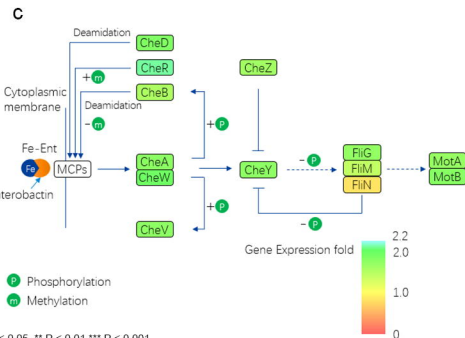 C
Deamidation
CheD
CheR
+ m
CheZ
Cytoplasmic
membrane
CheB
Deamidation
- m
+ P
Fe-Ent
Fe
MCPs
CheA
CheW
CheY
- P
FliG
FliM
FliN
MotA
MotB
terobactin
+ P
CheV
- P
Gene Expression fold
2.2
2.0
1.0
0
P Phosphorylation
m Methylation